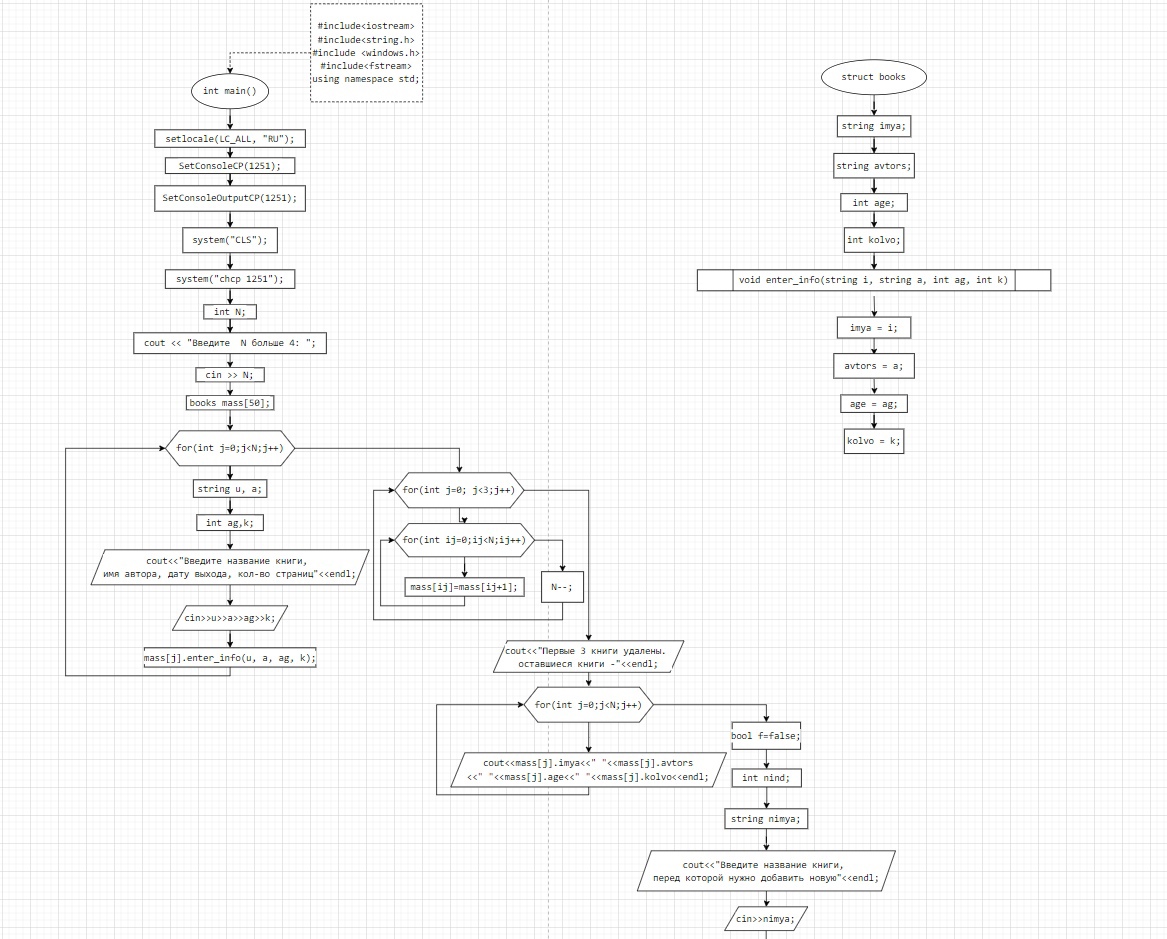 #include<iostream>
#include<string.h>
#include <windows.h>
#include<fstream>
using namespace std;
int main()
setlocale(LC_ALL, "RU");
SetConsoleCP(1251);
SetConsoleOutputCP(1251);
system("CLS");
system("chcp 1251");
int N;
cout << "Введите  N больше 4: ";
cin >> N;
books mass[50];
for(int j=0;j<N;j++)
string u, a;
int ag,k;
cout<<"Введите название книги,
имя автора, дату выхода, кол-во страниц"<<endl;
cin>>u>>a>>ag>>k;
mass[j].enter_info(u, a, ag, k);
for(int j=0; j<3;j++)
for(int ij=0;ij<N;ij++)
mass[ij]=mass[ij+1];
N--;
cout<<"Первые 3 книги удалены.
оставшиеся книги -"<<endl;
for(int j=0;j<N;j++)
cout<<mass[j].imya<<" "<<mass[j].avtors
<<" "<<mass[j].age<<" "<<mass[j].kolvo<<endl;
bool f=false;
int nind;
string nimya;
cout<<"Введите название книги,
перед которой нужно добавить новую"<<endl;
cin>>nimya;
struct books
string imya;
string avtors;
int age;
int kolvo;
void enter_info(string i, string a, int ag, int k)
imya = i;
avtors = a;
age = ag;
kolvo = k;